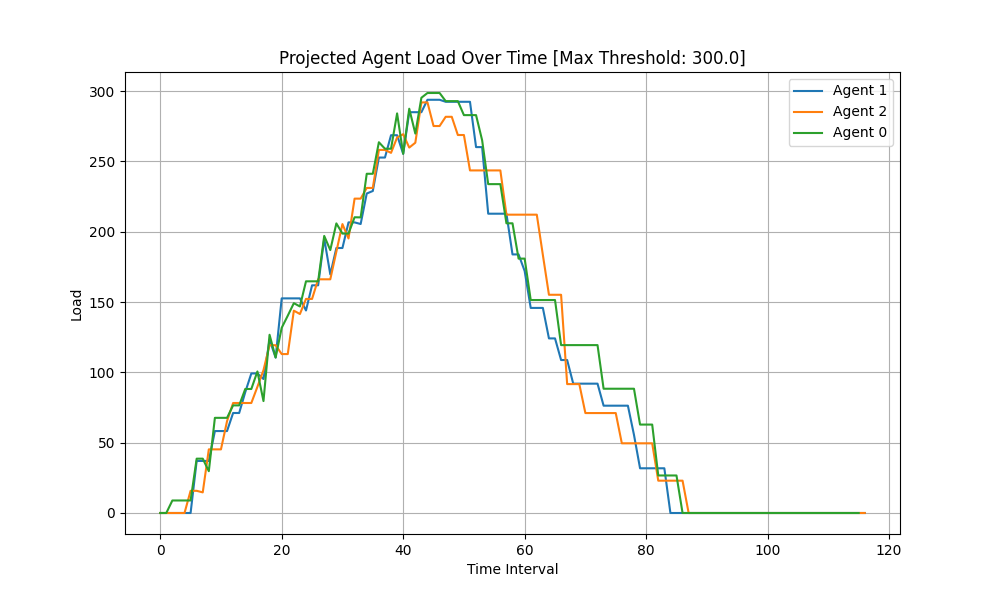 Projected Agent Load Over Time [Max Threshold: 300.0]
Agent 1
Agent 2
Agent 0
Load
300
250
200
150
100
50
0
0 20 40 60 80 100 120
Time Interval